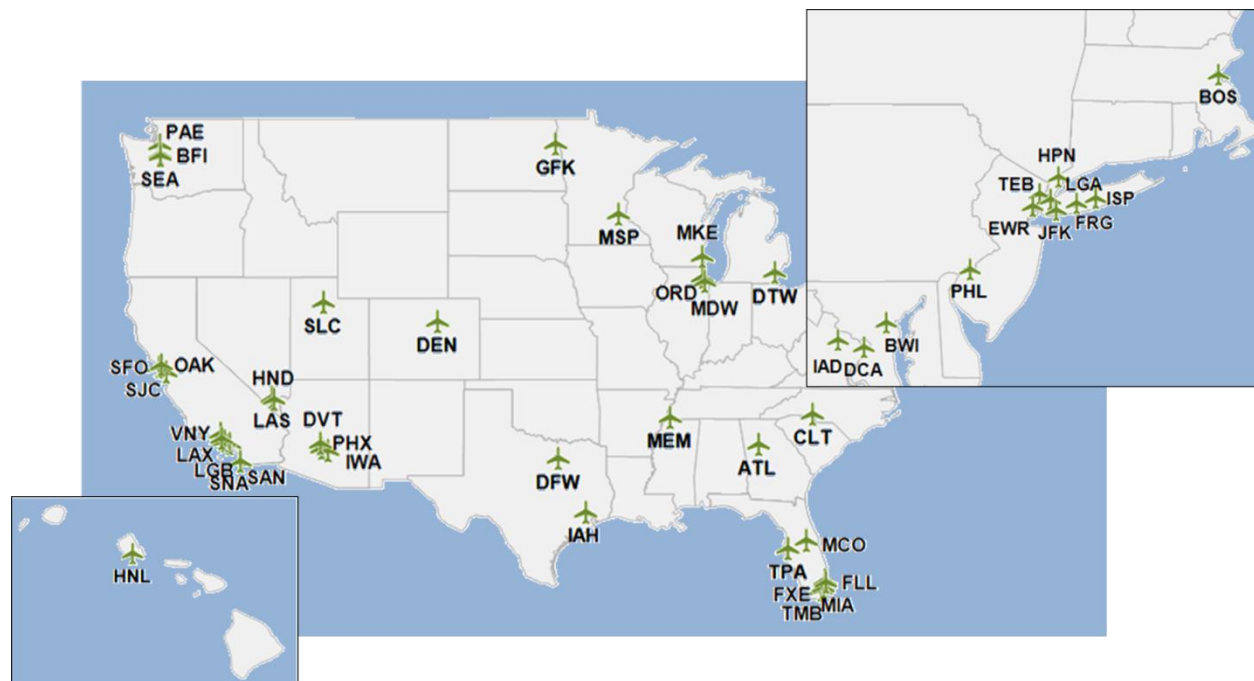 PAE
BFI
SEA
GFK
MSP
MKE
ORD
MDW
DTW
SLC
DEN
SFO
OAK
SJC
HND
LAS
DVT
PHX
IWA
VNY
LAX
LGB
SNA
SAN
MEM
CLT
ATL
DFW
IAH
MCO
TPA
FLL
FXE
MIA
TMB
BOS
HPN
TEB
LGA
ISP
EWR
JFK
FRG
PHL
BWI
IAD
DCA
HNL